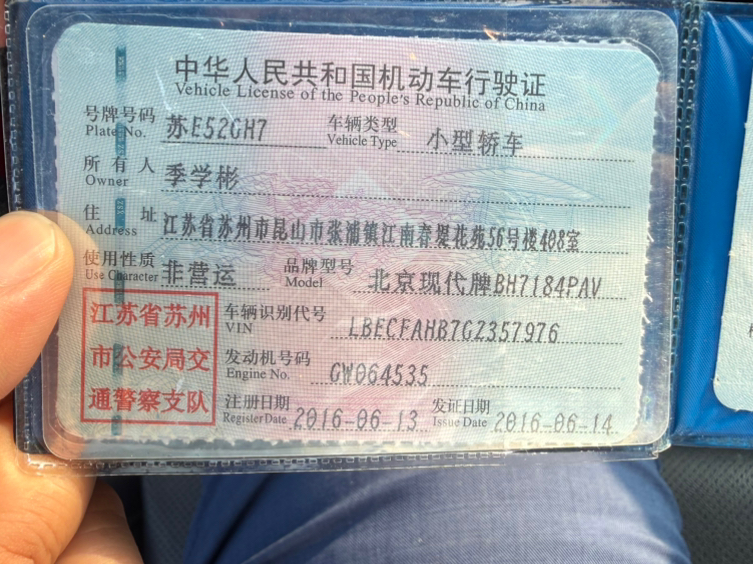 中华人民共和国机动车行驶证
Vehicle License of the People's Republic of China
号牌号码 苏E52GH7 车辆类型 小型轿车
Plate No. Vehicle Type
所有人 季学彬
Owner
住址 江苏省苏州市昆山市张浦镇江南春堤花苑56号楼408室
Address
使用性质 非营运 品牌型号 北京现代牌BH7184PAV
Use Character Model
江苏省苏州 车辆识别代号 LBECFAHB7GZ357976
VIN
市公安局交 发动机号码 GW064535
Engine No.
通警察支队 注册日期 2016-06-13 发证日期 2016-06-14
Register Date Issue Date